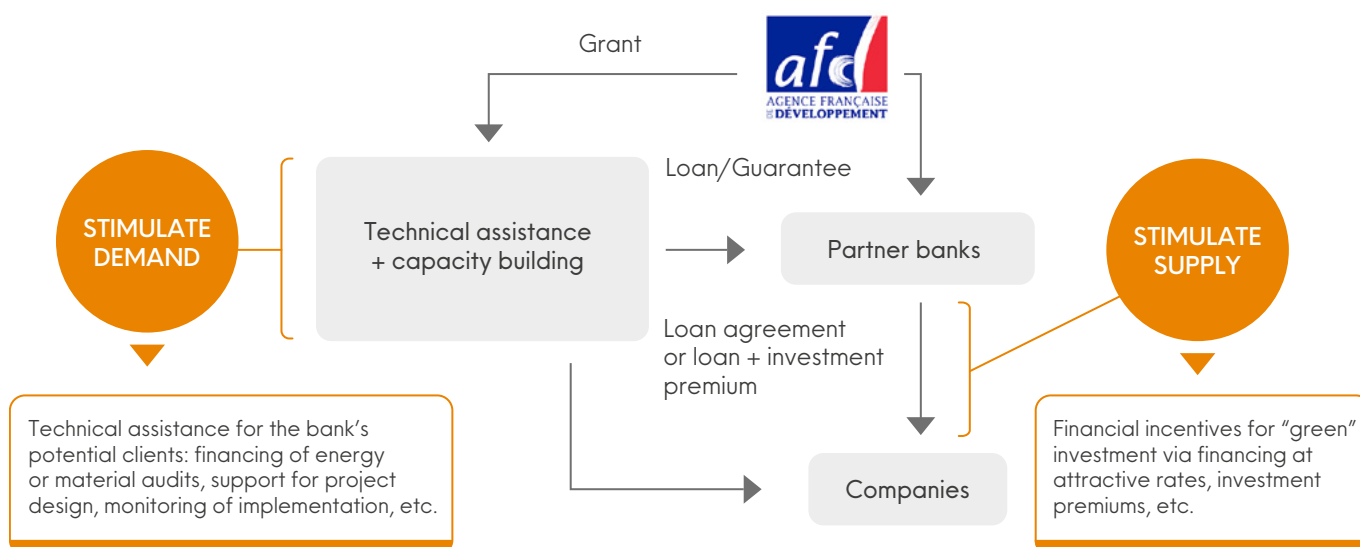 Grant
afd
AGENCE FRANÇAISE
DE DÉVELOPPEMENT
Loan/Guarantee
STIMULATE
DEMAND
Technical assistance
+ capacity building
Partner banks
STIMULATE
SUPPLY
Loan agreement
or loan + investment
premium
Technical assistance for the bank’s
potential clients: financing of energy
or material audits, support for project
design, monitoring of implementation, etc.
Companies
Financial incentives for “green”
investment via financing at
attractive rates, investment
premiums, etc.